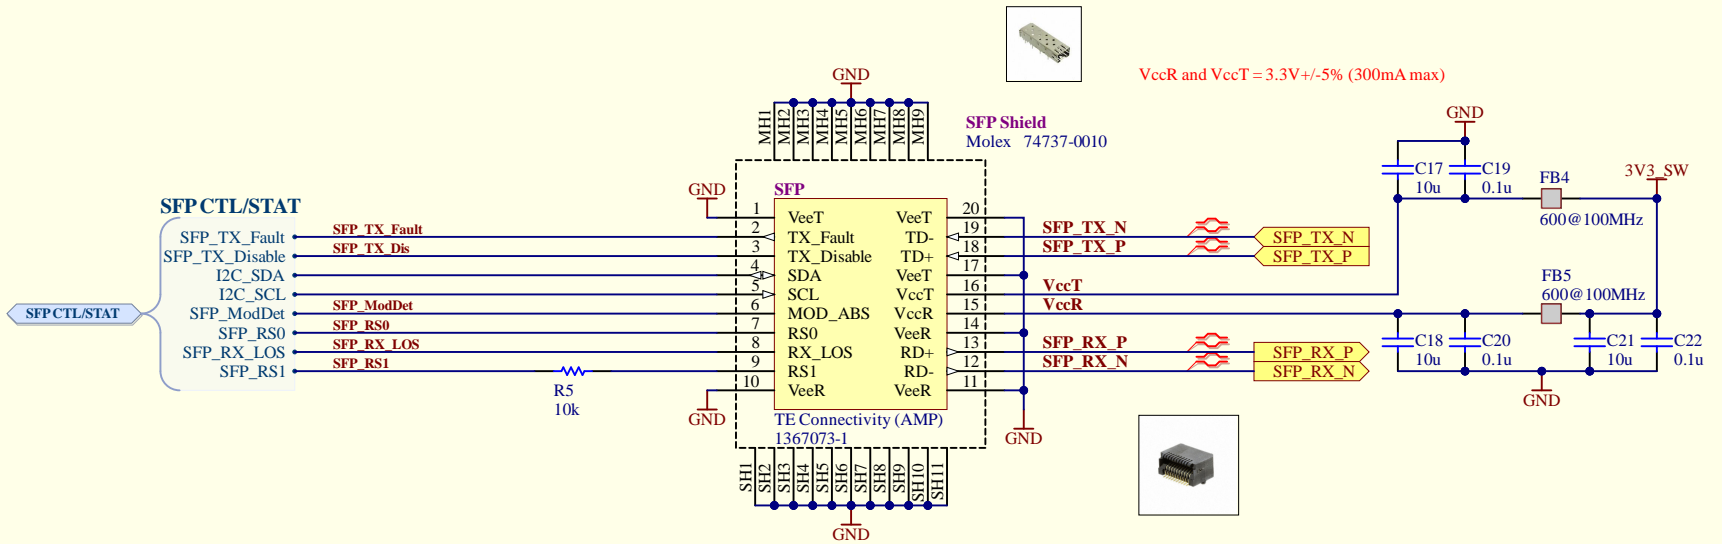 VccR and VccT = 3.3V+/-5% (300mA max)
GND
MH1
MH2
MH3
MH4
MH5
MH6
MH7
MH8
MH9
SFP Shield
Molex 74737-0010
GND
C17
10u
C19
0.1u
FB4
600@100MHz
3V3_SW
SFP CTL/STAT
SFP CTL/STAT
SFP_TX_Fault
SFP_TX_Disable
I2C_SDA
I2C_SCL
SFP_ModDet
SFP_RS0
SFP_RX_LOS
SFP_RS1
SFP_TX_Fault
SFP_TX_Dis
SFP_ModDet
SFP_RS0
SFP_RX_LOS
SFP_RS1
R5
10k
GND
GND
SFP
1 VeeT
2 TX_Fault
3 TX_Disable
4 SDA
5 SCL
6 MOD_ABS
7 RS0
8 RX_LOS
9 RS1
10 VeeR
VeeT 20
TD- 19
TD+ 18
VeeT 17
VccT 16
VccR 15
VeeR 14
RD+ 13
RD- 12
VeeR 11
TE Connectivity (AMP)
1367073-1
SFP_TX_N
SFP_TX_P
VccT
VccR
SFP_RX_P
SFP_RX_N
SFP_TX_N
SFP_TX_P
SFP_RX_P
SFP_RX_N
GND
FB5
600@100MHz
C18
10u
C20
0.1u
C21
10u
C22
0.1u
GND
SH1
SH2
SH3
SH4
SH5
SH6
SH7
SH8
SH9
SH10
SH11
GND